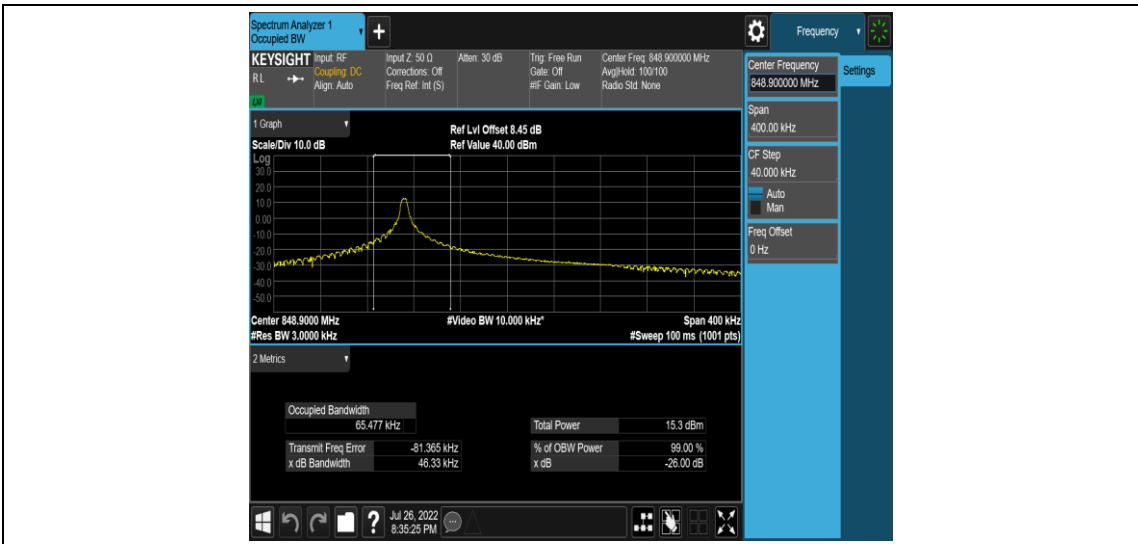 Spectrum Analyzer 1
Occupied BW
+
Frequency
KEYSIGHT
RL
LNI
Input: RF
Coupling: DC
Align: Auto
Input Z: 50 Ω
Corrections: Off
Freq Ref: Int (S)
Atten: 30 dB
Trig: Free Run
Gate: Off
#IF Gain: Low
Center Freq: 848.900000 MHz
Avg|Hold: 100/100
Radio Std: None
Center Frequency
848.900000 MHz
Settings
Span
400.00 kHz
CF Step
40.000 kHz
Auto
Man
Freq Offset
0 Hz
1 Graph
Scale/Div 10.0 dB
Ref Lvl Offset 8.45 dB
Ref Value 40.00 dBm
Log
30.0
20.0
10.0
0.00
-10.0
-20.0
-30.0
-40.0
-50.0
Center 848.9000 MHz
#Video BW 10.000 kHz*
Span 400 kHz
#Res BW 3.0000 kHz
#Sweep 100 ms (1001 pts)
2 Metrics
Occupied Bandwidth
65.477 kHz
Total Power 15.3 dBm
Transmit Freq Error -81.365 kHz
% of OBW Power 99.00 %
x dB Bandwidth 46.33 kHz
x dB -26.00 dB
?
Jul 26, 2022
8:35:25 PM